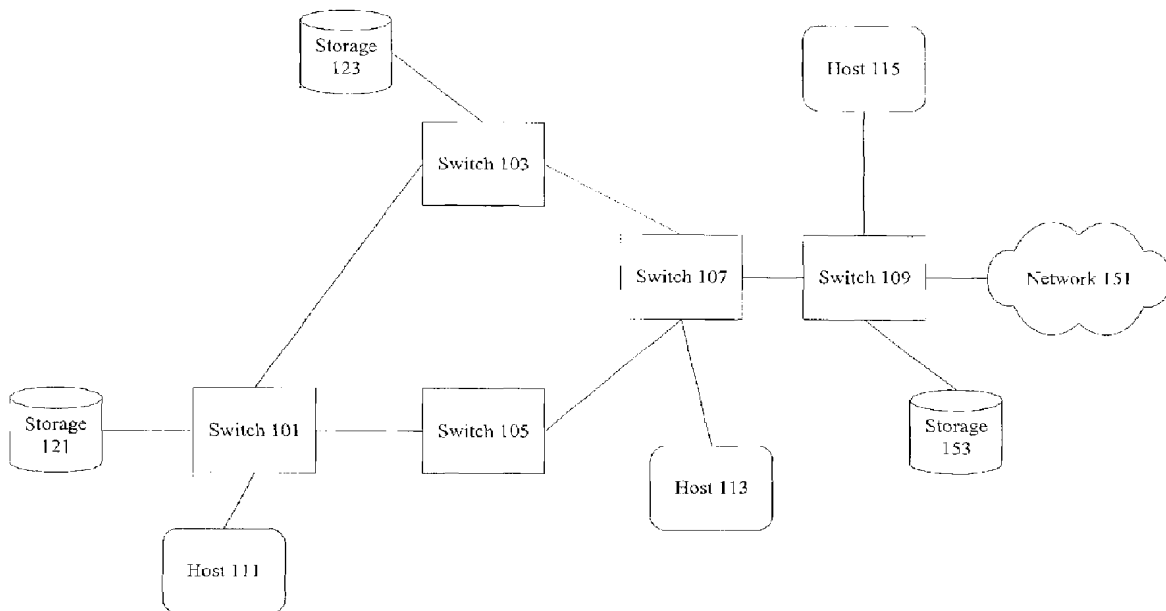 Storage
123
Host 115
Switch 103
Switch 107
Switch 109
Network 151
Storage
121
Switch 101
Switch 105
Storage
153
Host 113
Host 111